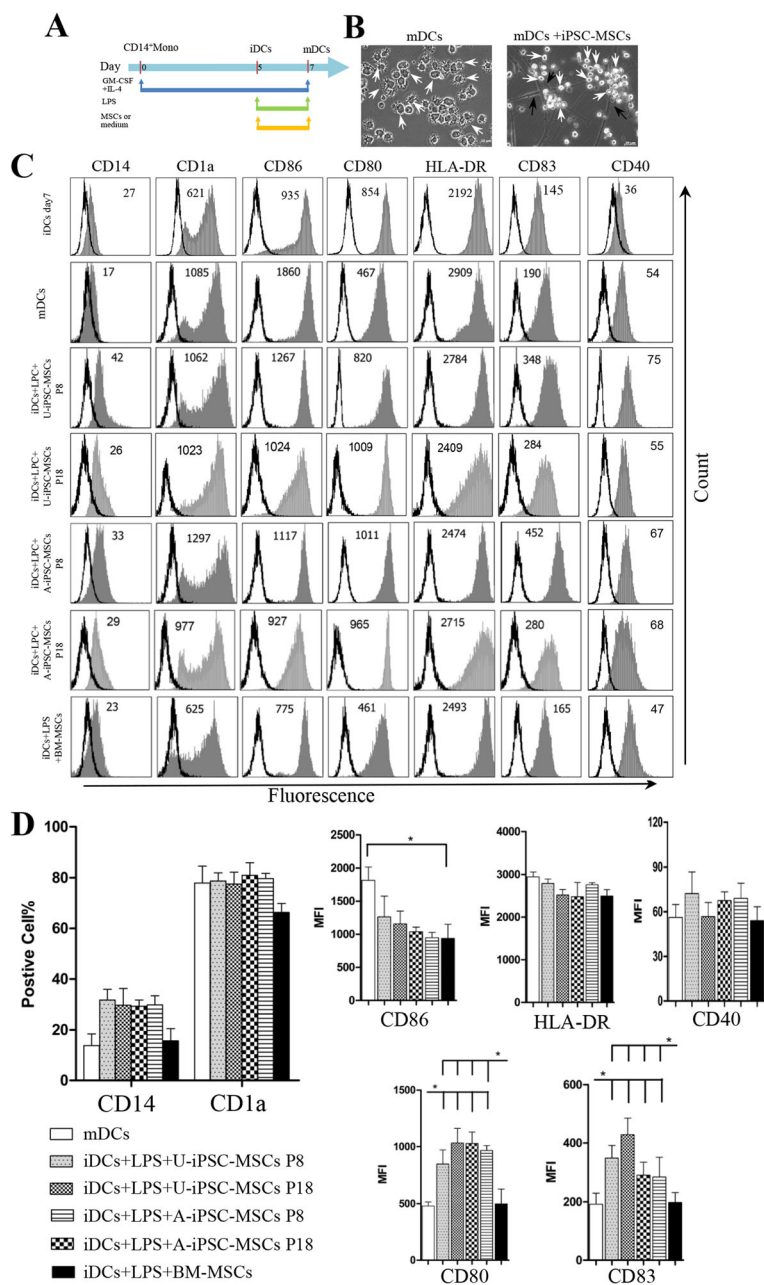 A
CD14+Mono
iDCs
mDCs
Day
0
5
7
GM-CSF
+IL-4
LPS
MSCs or
medium
B
mDCs
mDCs +iPSC-MSCs
C
CD14
CD1a
CD86
CD80
HLA-DR
CD83
CD40
iDCs day7
27
621
935
854
2192
145
36
mDCs
17
1085
1860
467
2909
190
54
iDCs+LPC+
U-iPSC-MSCs
P8
42
1062
1267
820
2784
348
75
iDCs+LPC+
U-iPSC-MSCs
P18
26
1023
1024
1009
2409
284
55
iDCs+LPC+
A-iPSC-MSCs
P8
33
1297
1117
1011
2474
452
67
iDCs+LPC+
A-iPSC-MSCs
P18
29
977
927
965
2715
280
68
iDCs+LPS
+BM-MSCs
23
625
775
461
2493
165
47
Count
Fluorescence
D
Postive Cell%
100
80
60
40
20
0
CD14
CD1a
MFI
2500
2000
1500
1000
500
0
*
CD86
MFI
4000
3000
2000
1000
0
HLA-DR
MFI
120
90
60
30
0
CD40
mDCs
iDCs+LPS+U-iPSC-MSCs P8
iDCs+LPS+U-iPSC-MSCs P18
iDCs+LPS+A-iPSC-MSCs P8
iDCs+LPS+A-iPSC-MSCs P18
iDCs+LPS+BM-MSCs
MFI
1500
1000
500
0
*
*
CD80
MFI
600
400
200
0
*
*
CD83